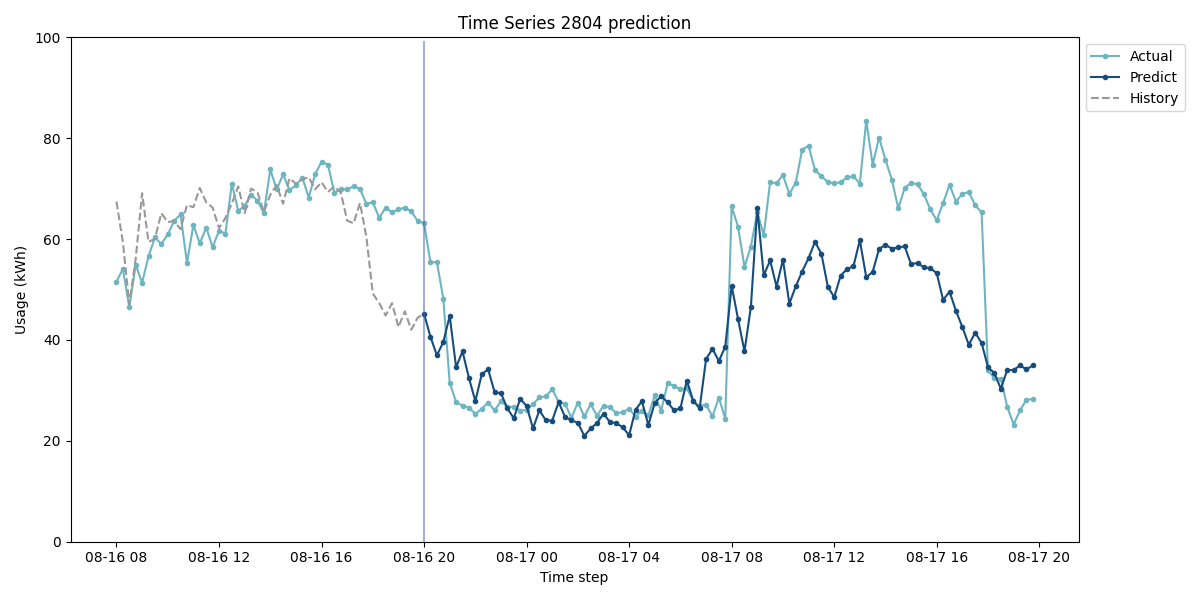 Time Series 2804 prediction
100
80
60
40
20
0
Usage (kWh)
08-16 08
08-16 12
08-16 16
08-16 20
08-17 00
08-17 04
08-17 08
08-17 12
08-17 16
08-17 20
Time step
Actual
Predict
History